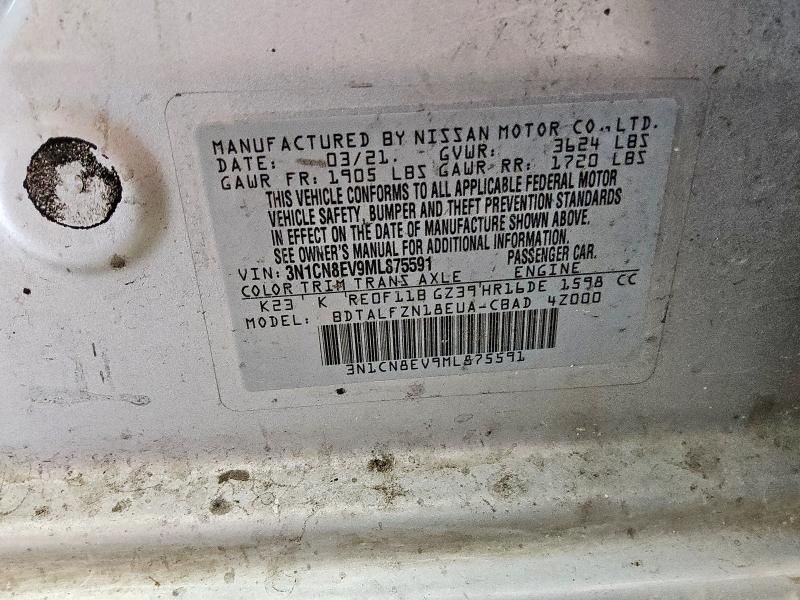 MANUFACTURED BY NISSAN MOTOR CO., LTD.
DATE: 03/21. GVWR: 3624 LBS
GAWR FR: 1905 LBS GAWR RR: 1720 LBS
THIS VEHICLE CONFORMS TO ALL APPLICABLE FEDERAL MOTOR
VEHICLE SAFETY, BUMPER AND THEFT PREVENTION STANDARDS
IN EFFECT ON THE DATE OF MANUFACTURE SHOWN ABOVE.
SEE OWNER'S MANUAL FOR ADDITIONAL INFORMATION.
VIN: 3N1CN8EV9ML875591 PASSENGER CAR.
COLOR TRIM TRANS AXLE ENGINE
K23 K RE0F11B GZ39 HR16DE 1598 CC
MODEL: BDTALFZN18EUA-CBAD 4Z000
3N1CN8EV9ML875591